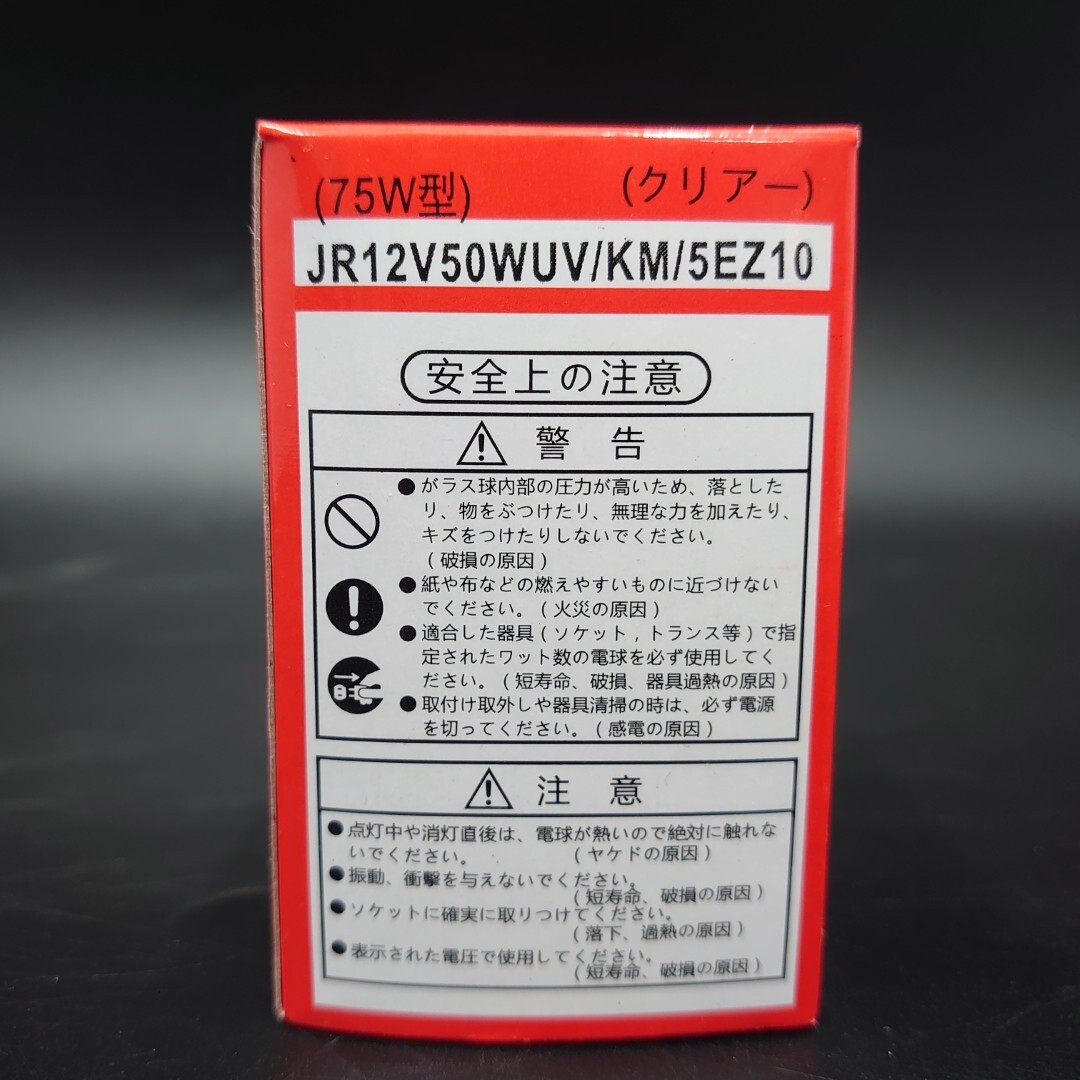 (75W型) (クリアー)
JR12V50WUV/KM/5EZ10
安全上の注意
警告
●がラス球内部の圧力が高いため、落とした
り、物をぶつけたり、無理な力を加えたり、
キズをつけたりしないでください。
(破損の原因)
●紙や布などの燃えやすいものに近づけない
でください。(火災の原因)
●適合した器具(ソケット,トランス等)で指
定されたワット数の電球を必ず使用してく
ださい。(短寿命、破損、器具過熱の原因)
●取付け取外しや器具清掃の時は、必ず電源
を切ってください。(感電の原因)
注意
●点灯中や消灯直後は、電球が熱いので絶対に触れな
いでください。(ヤケドの原因)
●振動、衝撃を与えないでください。
(短寿命、破損の原因)
●ソケットに確実に取りつけてください。
(落下、過熱の原因)
●表示された電圧で使用してください。
(短寿命、破損の原因)